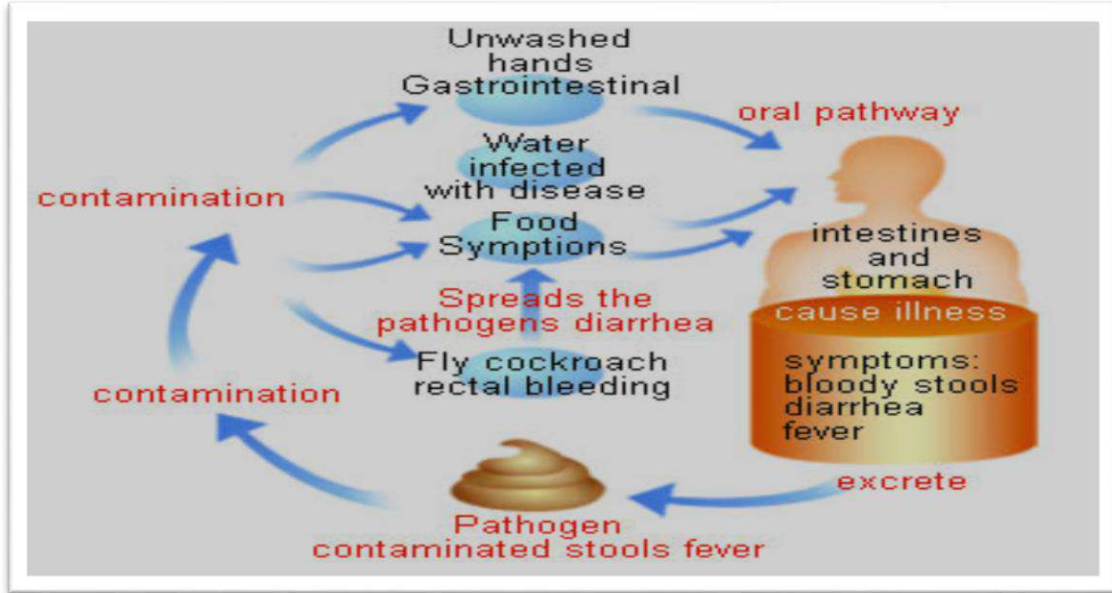 Unwashed
hands
Gastrointestinal
oral pathway
Water
infected
with disease
contamination
Food
Symptions
intestines
and
stomach
Spreads the
pathogens diarrhea
cause illness
Fly cockroach
rectal bleeding
symptoms:
bloody stools
diarrhea
fever
contamination
excrete
Pathogen
contaminated stools fever